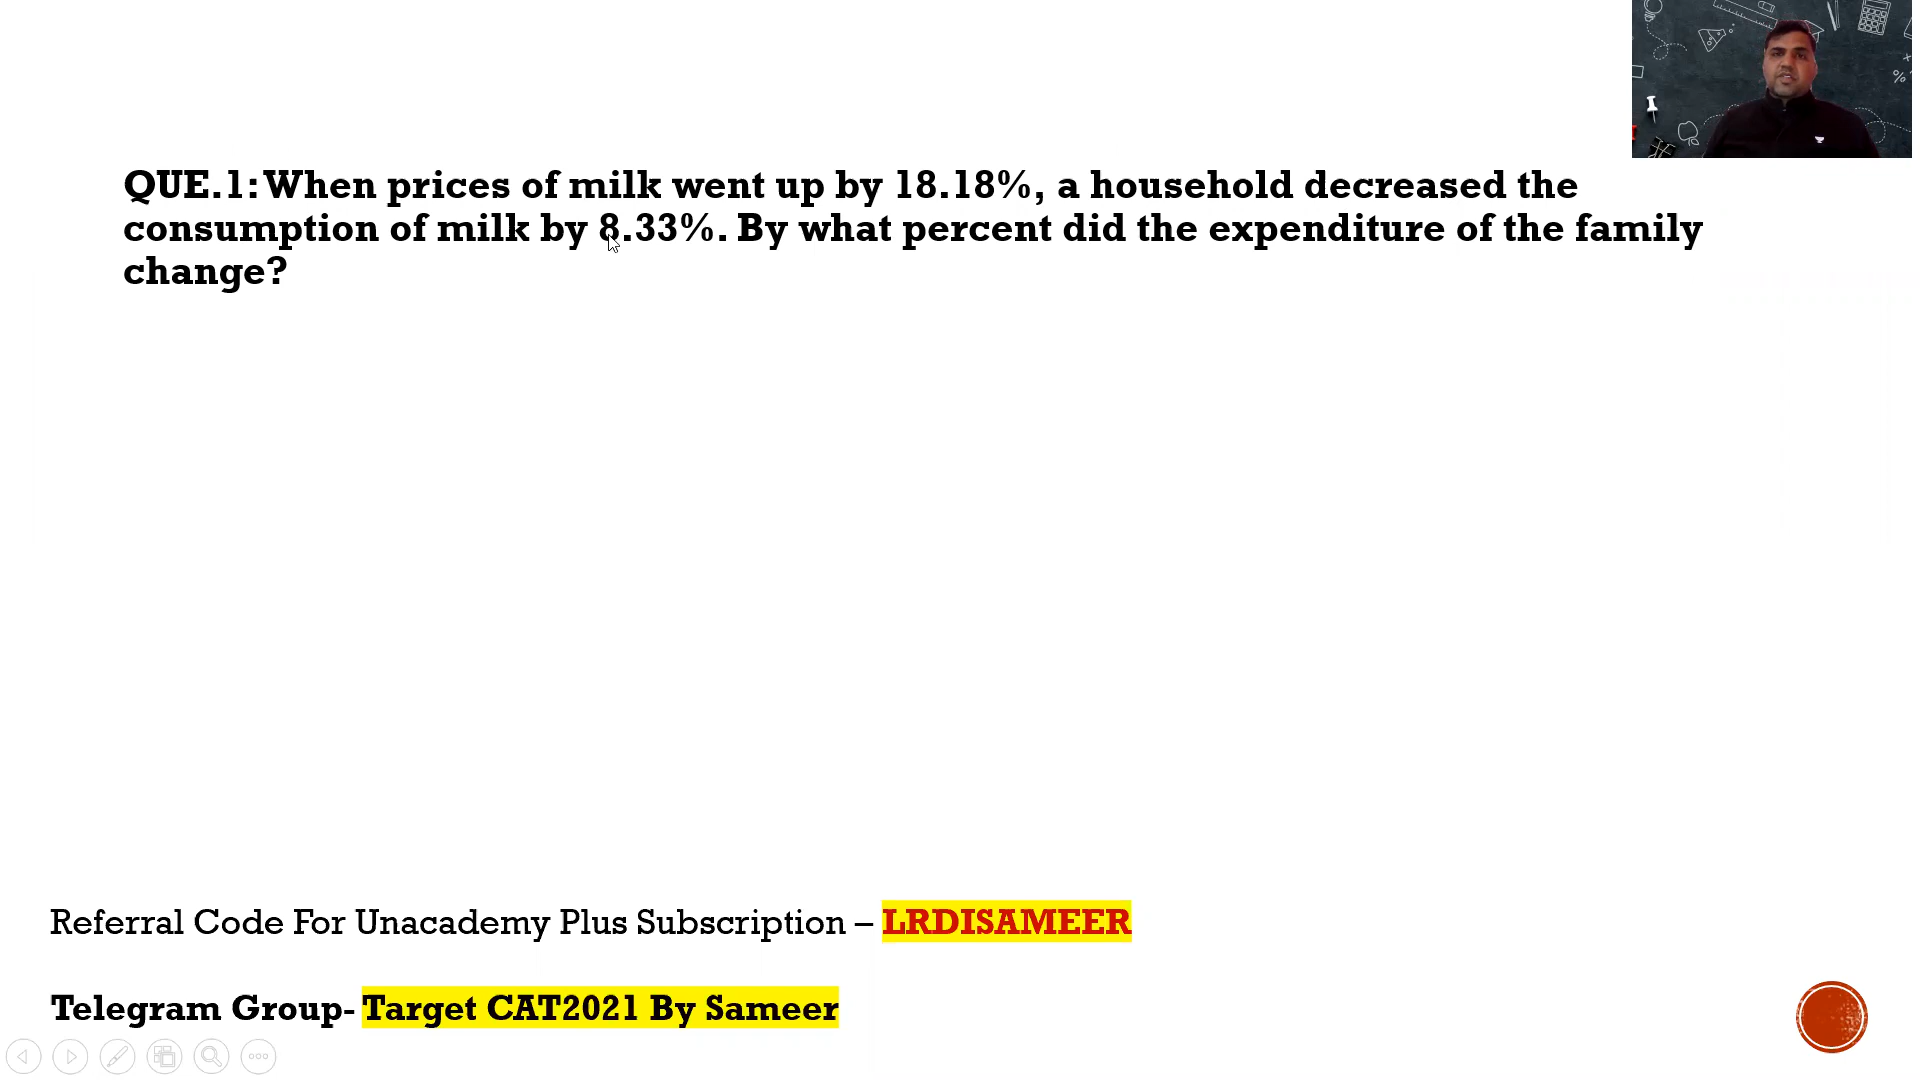 QUE.1: When prices of milk went up by 18.18%, a household decreased the
consumption of milk by 8.33%. By what percent did the expenditure of the family
change?
Referral Code For Unacademy Plus Subscription – LRDISAMEER
Telegram Group- Target CAT2021 By Sameer